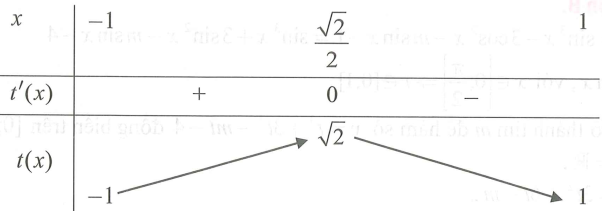 x -1 √2/2 1
t'(x) + 0 −
√2
t(x)
-1 1